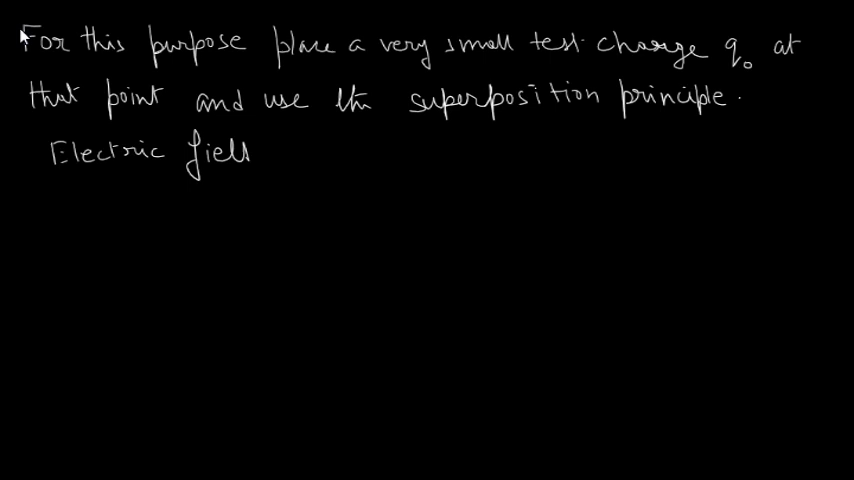 For this purpose place a very small test charge q₀ at
that point and use the superposition principle.
Electric field